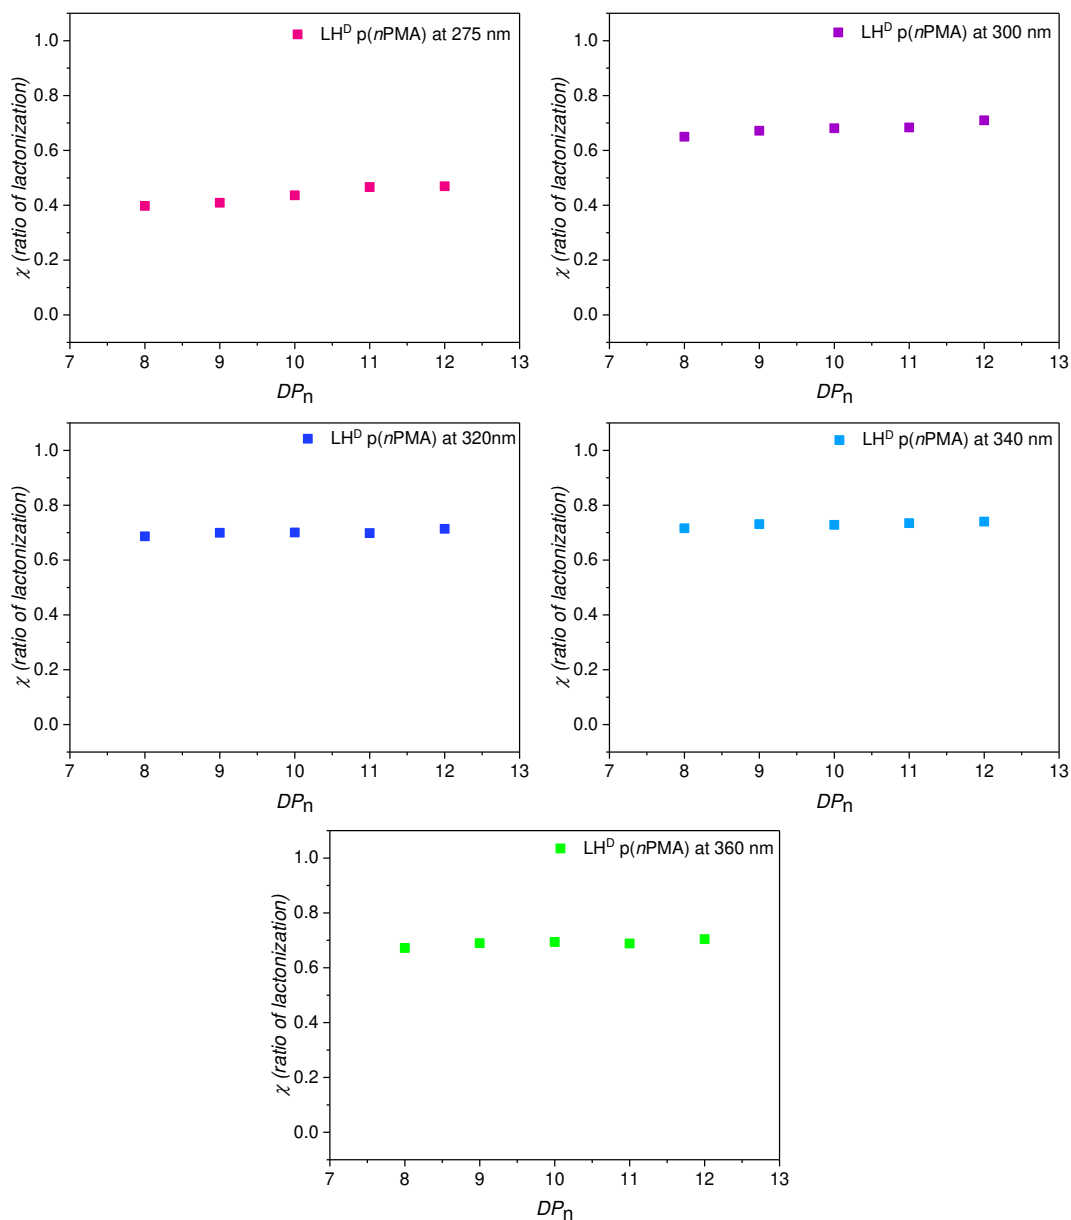 LHᴰ p(nPMA) at 275 nm
1.0
0.8
0.6
0.4
0.2
0.0
χ (ratio of lactonization)
7 8 9 10 11 12 13
DPn
LHᴰ p(nPMA) at 300 nm
1.0
0.8
0.6
0.4
0.2
0.0
χ (ratio of lactonization)
7 8 9 10 11 12 13
DPn
LHᴰ p(nPMA) at 320nm
1.0
0.8
0.6
0.4
0.2
0.0
χ (ratio of lactonization)
7 8 9 10 11 12 13
DPn
LHᴰ p(nPMA) at 340 nm
1.0
0.8
0.6
0.4
0.2
0.0
χ (ratio of lactonization)
7 8 9 10 11 12 13
DPn
LHᴰ p(nPMA) at 360 nm
1.0
0.8
0.6
0.4
0.2
0.0
χ (ratio of lactonization)
7 8 9 10 11 12 13
DPn